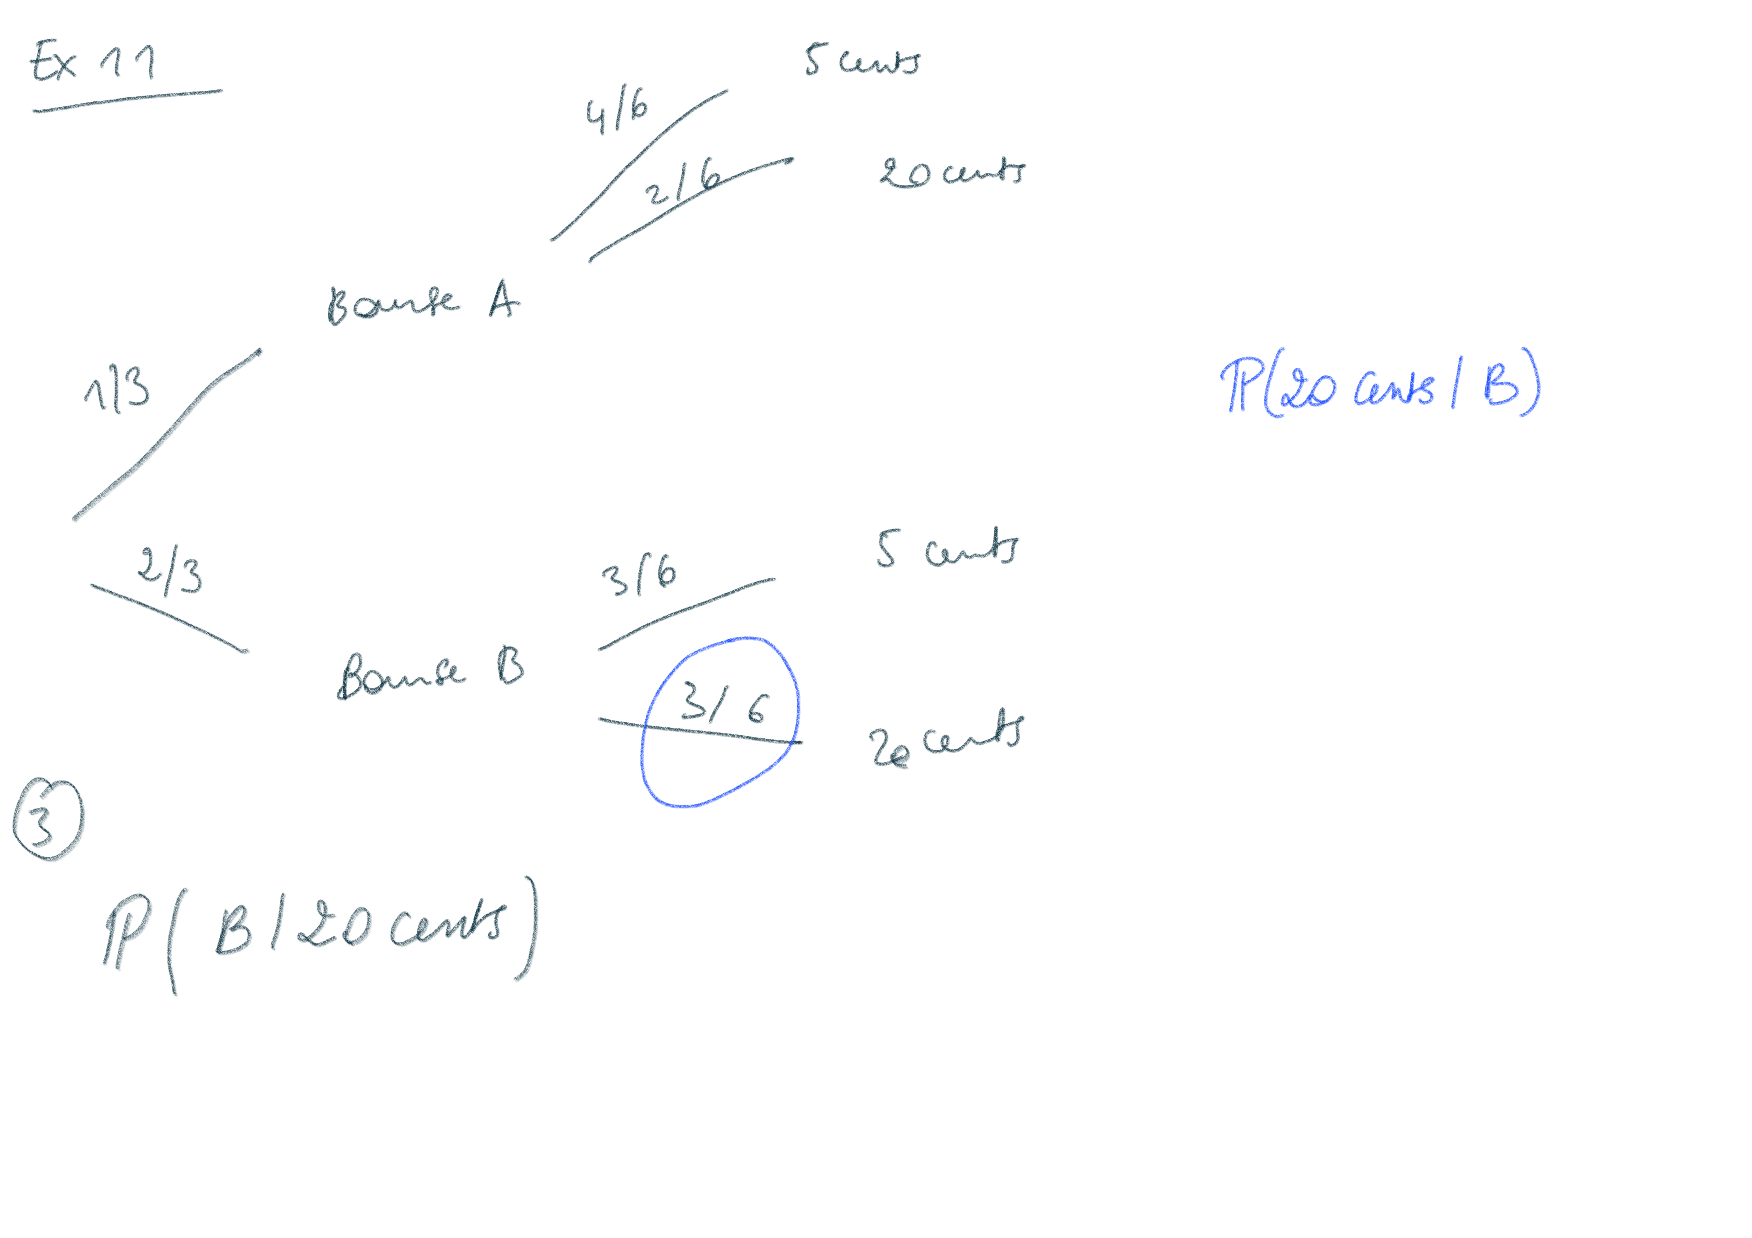 Ex 11
5 cents
4/6
2/6
20 cents
Bourse A
1/3
ℙ(20 cents / B)
2/3
3/6
5 cents
Bourse B
3/6
20 cents
3
ℙ( B / 20 cents )